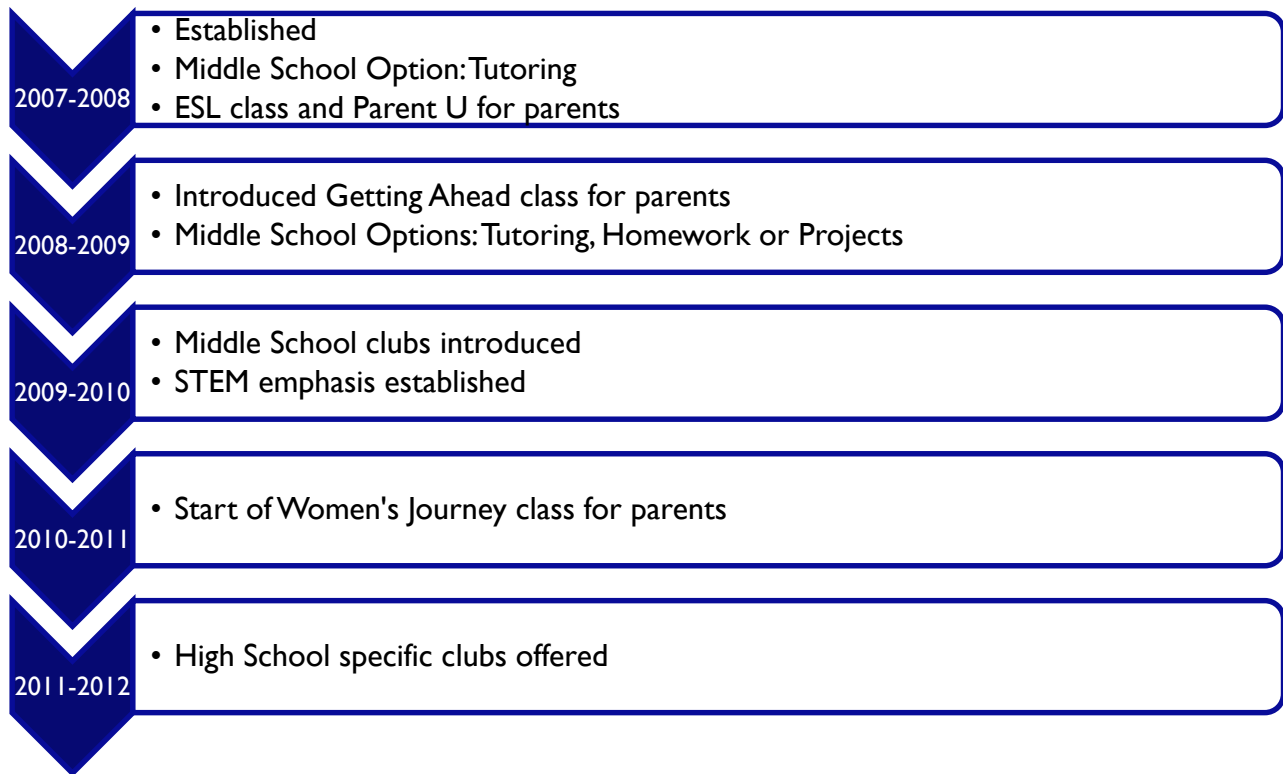 2007-2008
• Established
• Middle School Option: Tutoring
• ESL class and Parent U for parents
2008-2009
• Introduced Getting Ahead class for parents
• Middle School Options: Tutoring, Homework or Projects
2009-2010
• Middle School clubs introduced
• STEM emphasis established
2010-2011
• Start of Women's Journey class for parents
2011-2012
• High School specific clubs offered